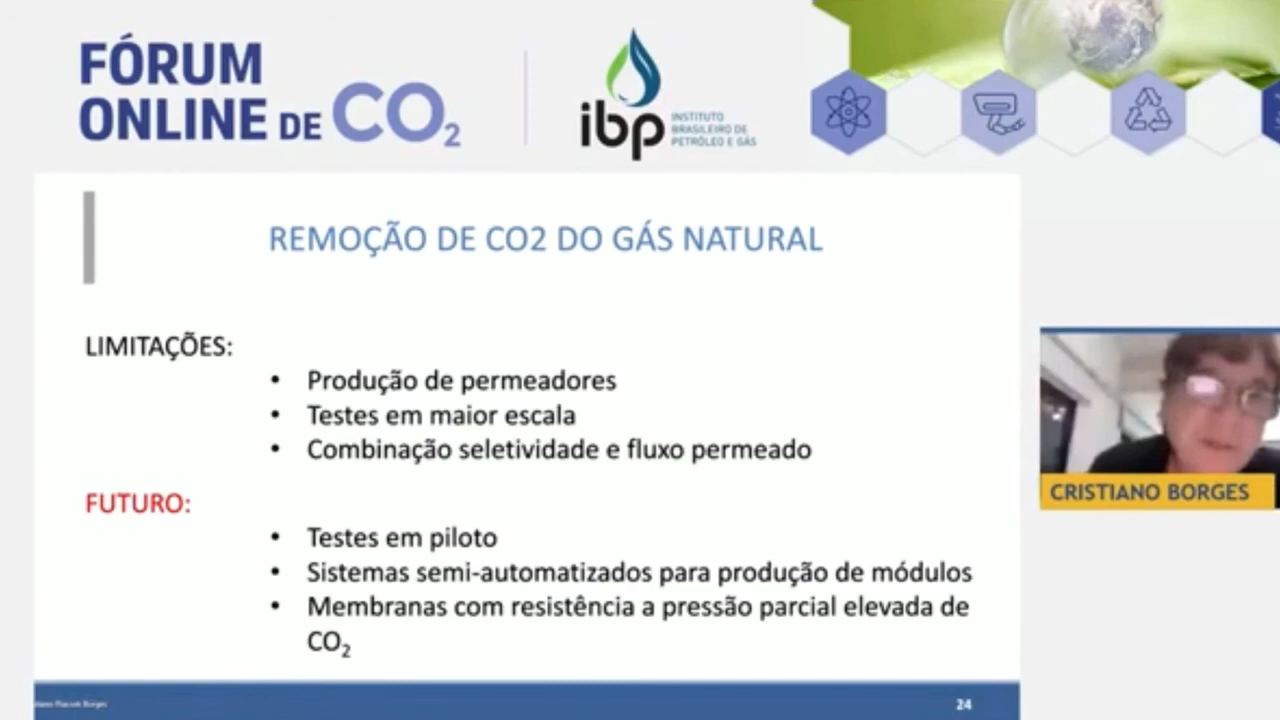 FÓRUM
ONLINE DE CO₂
ibp
INSTITUTO
BRASILEIRO DE
PETRÓLEO E GÁS
REMOÇÃO DE CO2 DO GÁS NATURAL
LIMITAÇÕES:
• Produção de permeadores
• Testes em maior escala
• Combinação seletividade e fluxo permeado
CRISTIANO BORGES
FUTURO:
• Testes em piloto
• Sistemas semi-automatizados para produção de módulos
• Membranas com resistência a pressão parcial elevada de
CO₂
Borges
24